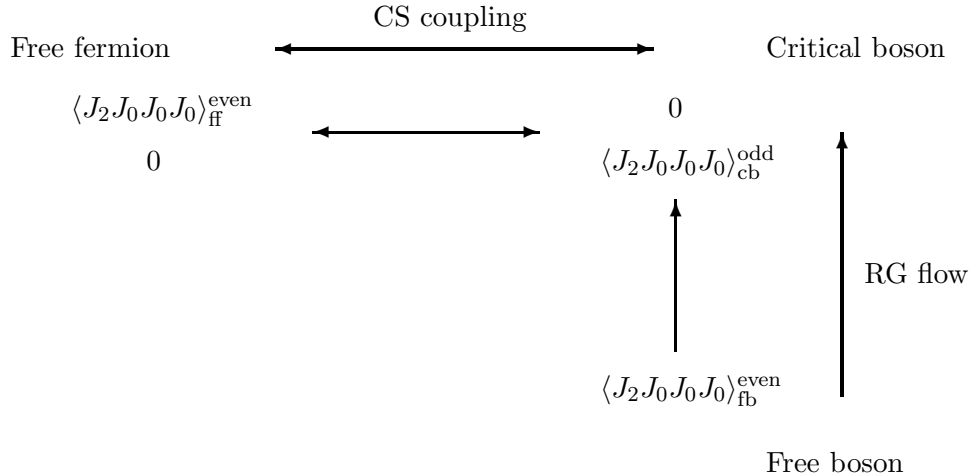 CS coupling
Free fermion
Critical boson
⟨J₂J₀J₀J₀⟩ᵉᵛᵉⁿ_ff
0
0
⟨J₂J₀J₀J₀⟩ᵒᵈᵈ_cb
RG flow
⟨J₂J₀J₀J₀⟩ᵉᵛᵉⁿ_fb
Free boson